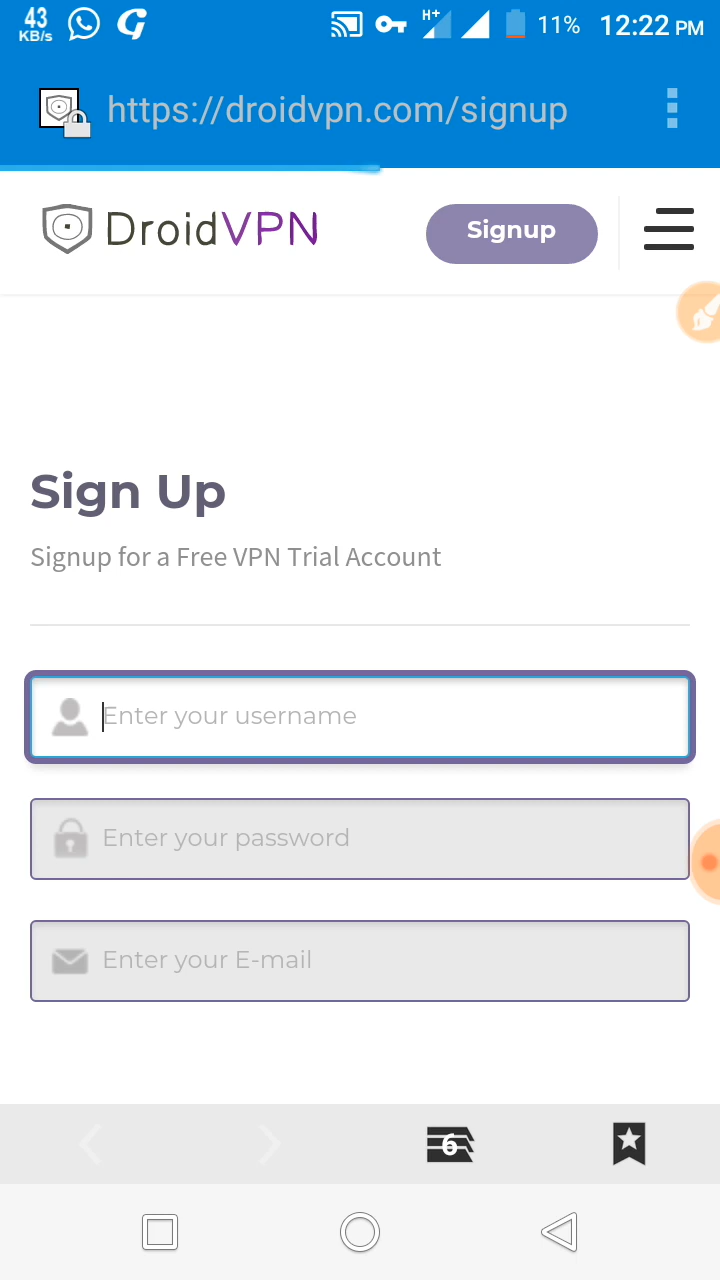 43
KB/s
H+
11%
12:22 PM
https://droidvpn.com/signup
DroidVPN
Signup
Sign Up
Signup for a Free VPN Trial Account
Enter your username
Enter your password
Enter your E-mail
6